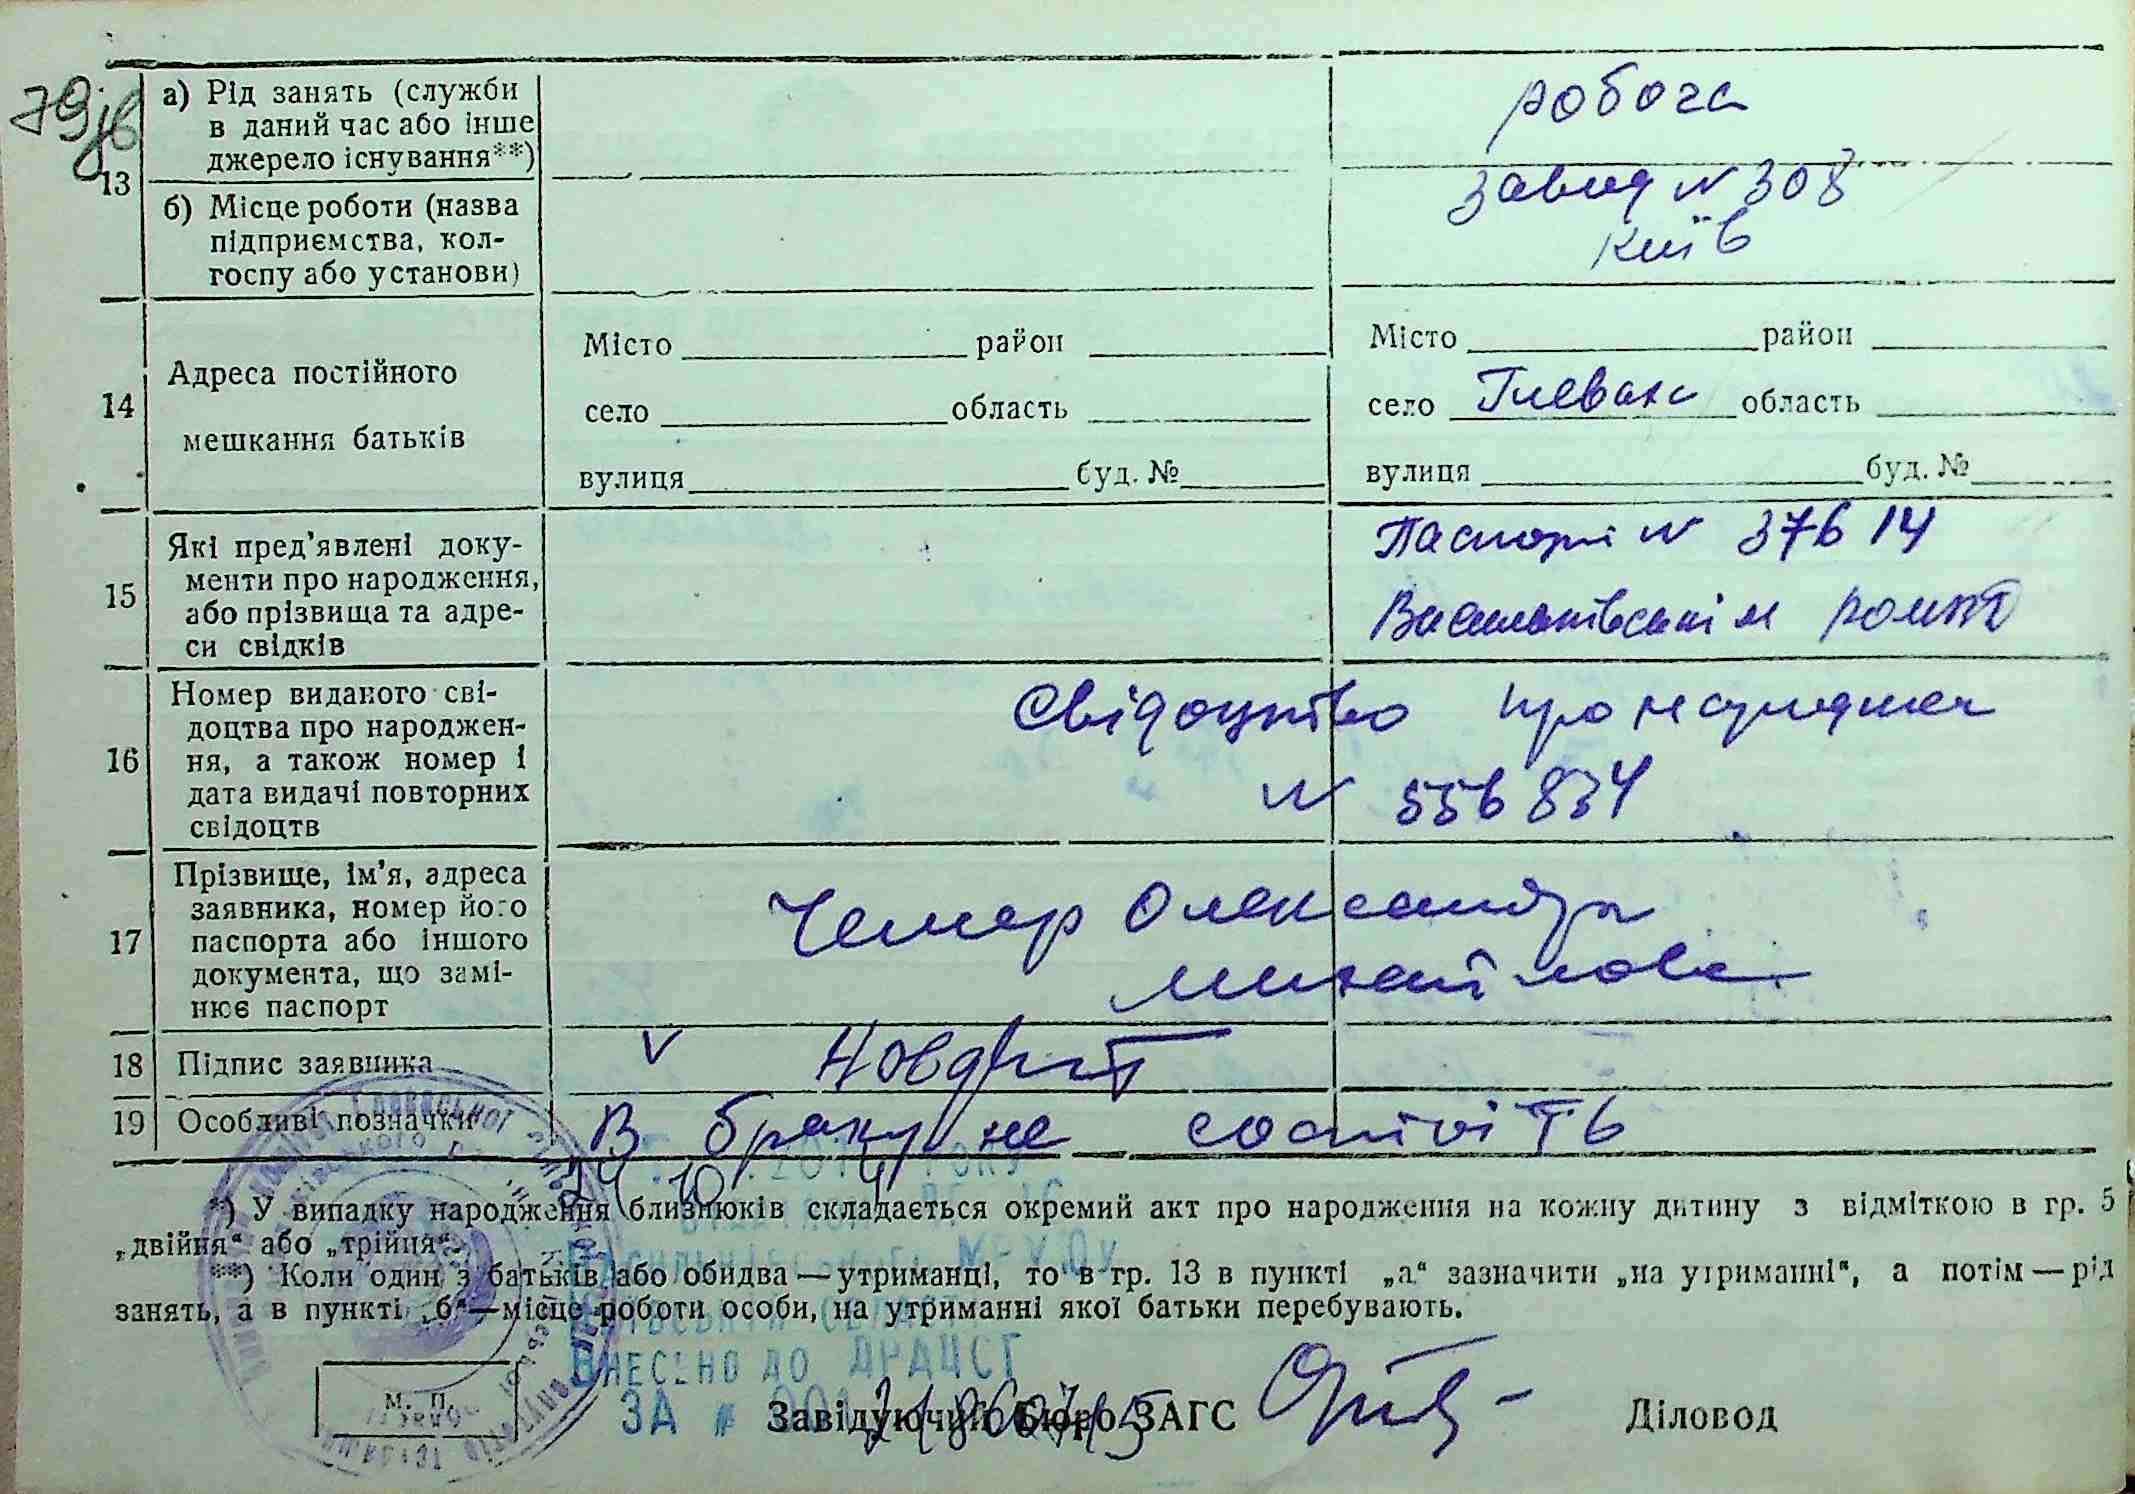 79
13
а) Рід занять (служби
в даний час або інше
джерело існування**)
робоча
б) Місце роботи (назва
підприємства, кол-
госпу або установи)
завод N 308
Київ
14
Адреса постійного
мешкання батьків
Місто район
село область
вулиця буд. №
Місто район
село Глеваха область
вулиця буд. №
15
Які пред'явлені доку-
менти про народження,
або прізвища та адре-
си свідків
Паспорт N 37614
Васильківським
16
Номер виданого сві-
доцтва про народжен-
ня, а також номер і
дата видачі повторних
свідоцтв
Свідоцтво про народження
N 556834
17
Прізвище, ім'я, адреса
заявника, номер його
паспорта або іншого
документа, що замі-
нює паспорт
Чемер Олександра
Михайлова
18 Підпис заявника
V
19 Особливі позначки
В браку не состоїть
*) У випадку народження близнюків складається окремий акт про народження на кожну дитину з відміткою в гр. 5
„двійня“ або „трійня“.
**) Коли один з батьків або обидва — утриманці, то в гр. 13 в пункті „а“ зазначити „на утриманні“, а потім — рід
занять, а в пункті „б“ — місце роботи особи, на утриманні якої батьки перебувають.
ВНЕСЕНО ДО ДРАЦСГ
ЗА №
М. П.
Завідуючий бюро ЗАГС
Діловод